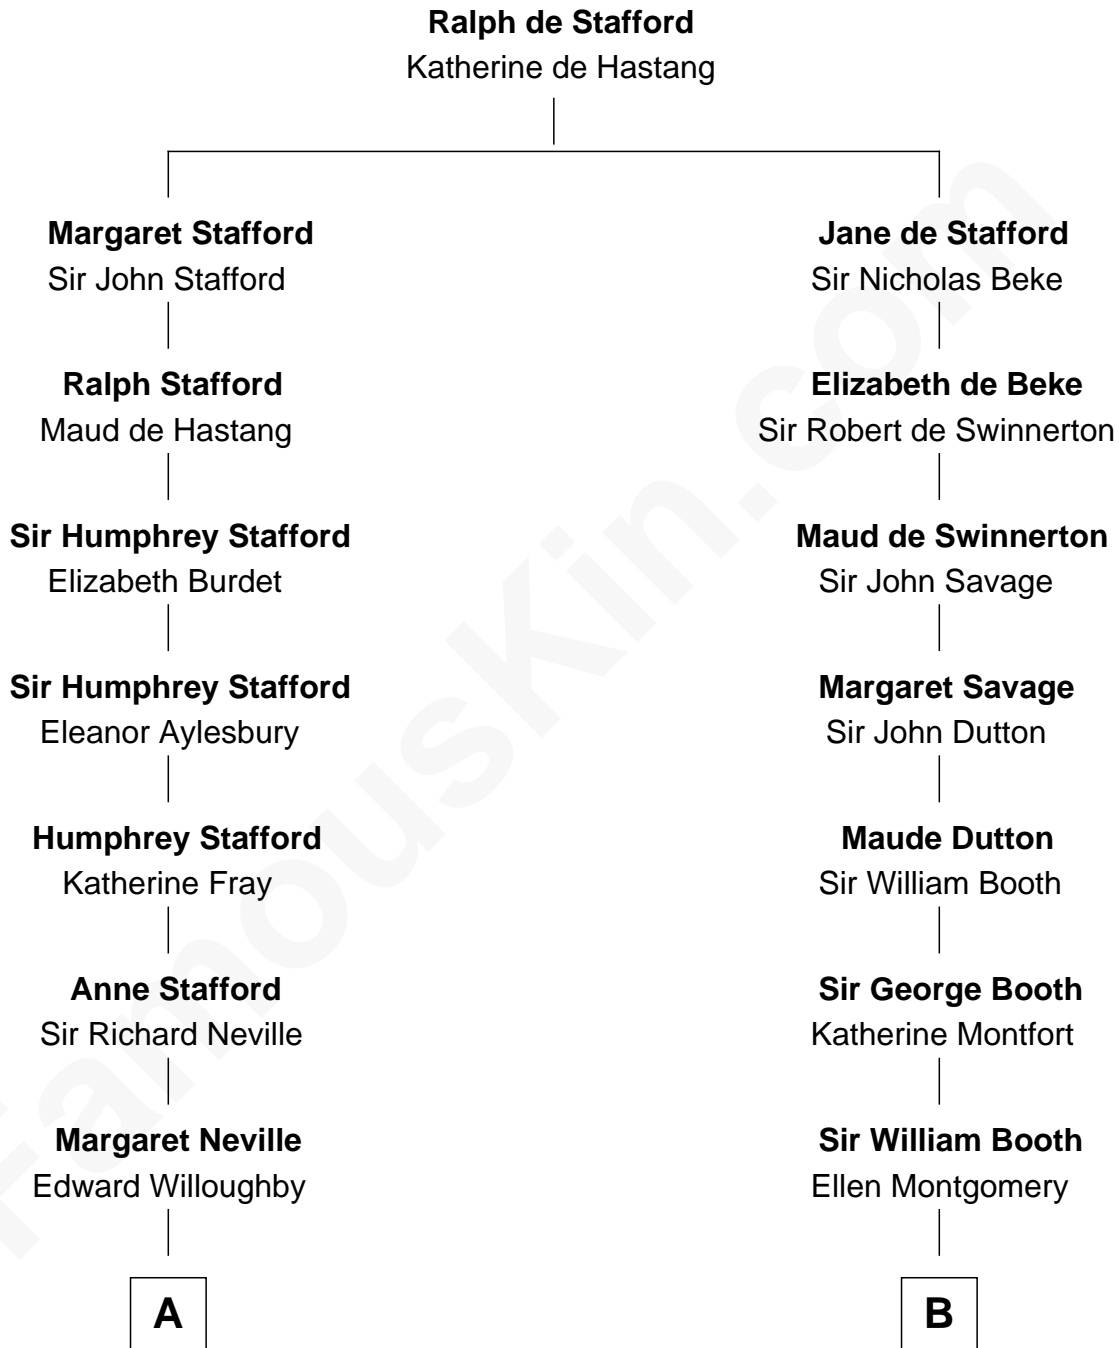 Ralph de Stafford
Katherine de Hastang
Margaret Stafford
Sir John Stafford
Ralph Stafford
Maud de Hastang
Sir Humphrey Stafford
Elizabeth Burdet
Sir Humphrey Stafford
Eleanor Aylesbury
Humphrey Stafford
Katherine Fray
Anne Stafford
Sir Richard Neville
Margaret Neville
Edward Willoughby
A
Jane de Stafford
Sir Nicholas Beke
Elizabeth de Beke
Sir Robert de Swinnerton
Maud de Swinnerton
Sir John Savage
Margaret Savage
Sir John Dutton
Maude Dutton
Sir William Booth
Sir George Booth
Katherine Montfort
Sir William Booth
Ellen Montgomery
B
FamousKin.com